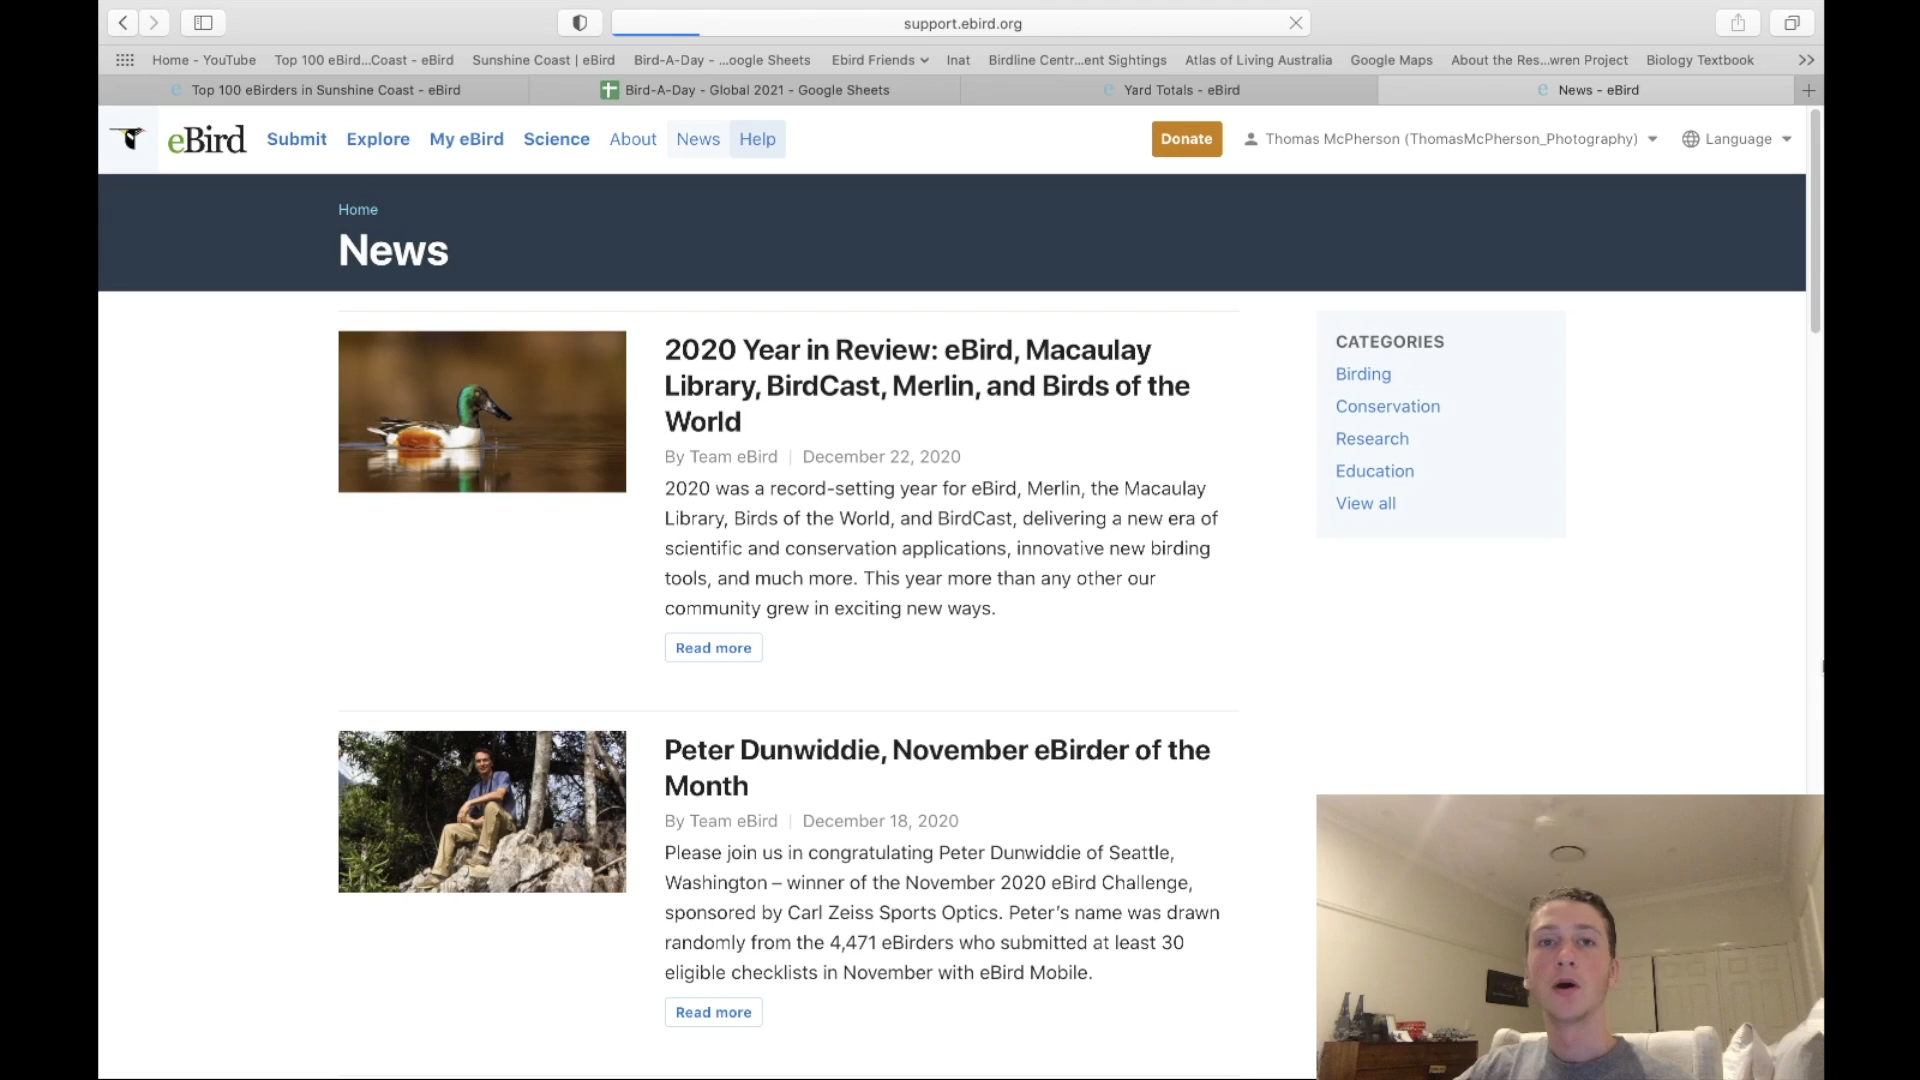 support.ebird.org
Home - YouTube
Top 100 eBird...Coast - eBird
Sunshine Coast | eBird
Bird-A-Day - ...oogle Sheets
Ebird Friends
Inat
Birdline Centr...ent Sightings
Atlas of Living Australia
Google Maps
About the Res...wren Project
Biology Textbook
Top 100 eBirders in Sunshine Coast - eBird
Bird-A-Day - Global 2021 - Google Sheets
Yard Totals - eBird
News - eBird
eBird
Submit
Explore
My eBird
Science
About
News
Help
Donate
Thomas McPherson (ThomasMcPherson_Photography)
Language
Home
News
2020 Year in Review: eBird, Macaulay
Library, BirdCast, Merlin, and Birds of the
World
By Team eBird | December 22, 2020
2020 was a record-setting year for eBird, Merlin, the Macaulay
Library, Birds of the World, and BirdCast, delivering a new era of
scientific and conservation applications, innovative new birding
tools, and much more. This year more than any other our
community grew in exciting new ways.
Read more
CATEGORIES
Birding
Conservation
Research
Education
View all
Peter Dunwiddie, November eBirder of the
Month
By Team eBird | December 18, 2020
Please join us in congratulating Peter Dunwiddie of Seattle,
Washington – winner of the November 2020 eBird Challenge,
sponsored by Carl Zeiss Sports Optics. Peter's name was drawn
randomly from the 4,471 eBirders who submitted at least 30
eligible checklists in November with eBird Mobile.
Read more